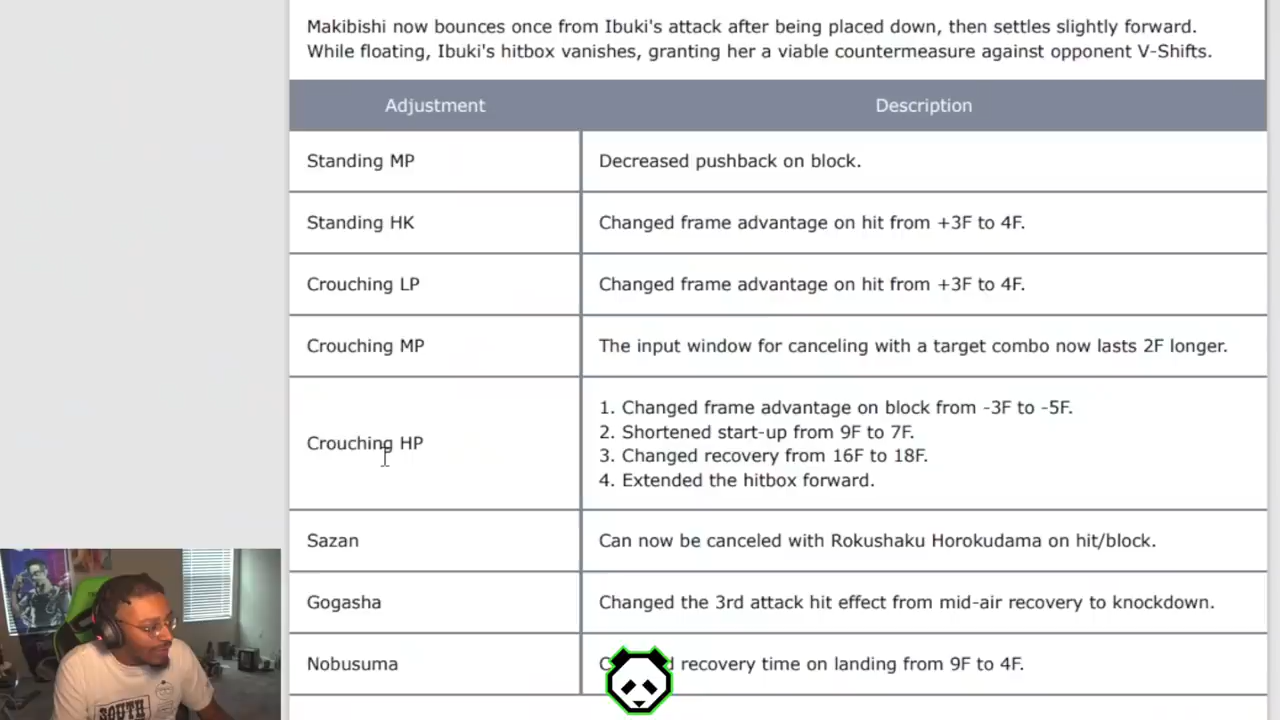 Makibishi now bounces once from Ibuki's attack after being placed down, then settles slightly forward.
While floating, Ibuki's hitbox vanishes, granting her a viable countermeasure against opponent V-Shifts.
Adjustment
Description
Standing MP
Decreased pushback on block.
Standing HK
Changed frame advantage on hit from +3F to 4F.
Crouching LP
Changed frame advantage on hit from +3F to 4F.
Crouching MP
The input window for canceling with a target combo now lasts 2F longer.
Crouching HP
1. Changed frame advantage on block from -3F to -5F.
2. Shortened start-up from 9F to 7F.
3. Changed recovery from 16F to 18F.
4. Extended the hitbox forward.
Sazan
Can now be canceled with Rokushaku Horokudama on hit/block.
Gogasha
Changed the 3rd attack hit effect from mid-air recovery to knockdown.
Nobusuma
recovery time on landing from 9F to 4F.
SOUTH